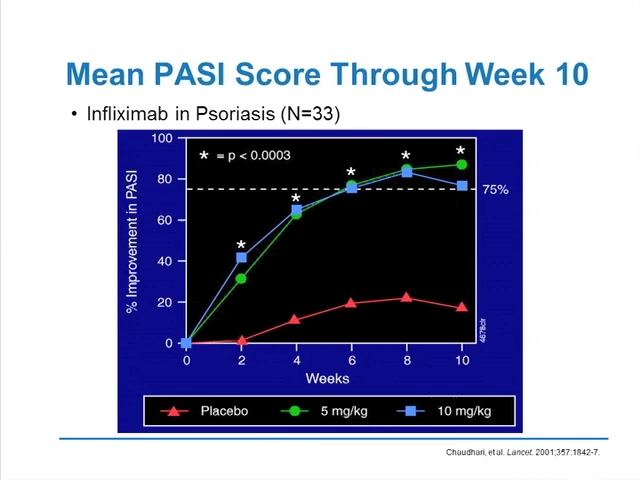 Mean PASI Score Through Week 10
• Infliximab in Psoriasis (N=33)
100
80
60
40
20
0
% Improvement in PASI
* = p < 0.0003
*
*
*
*
*
75%
4678clr
0 2 4 6 8 10
Weeks
Placebo 5 mg/kg 10 mg/kg
Chaudhari, et al. Lancet. 2001;357:1842-7.